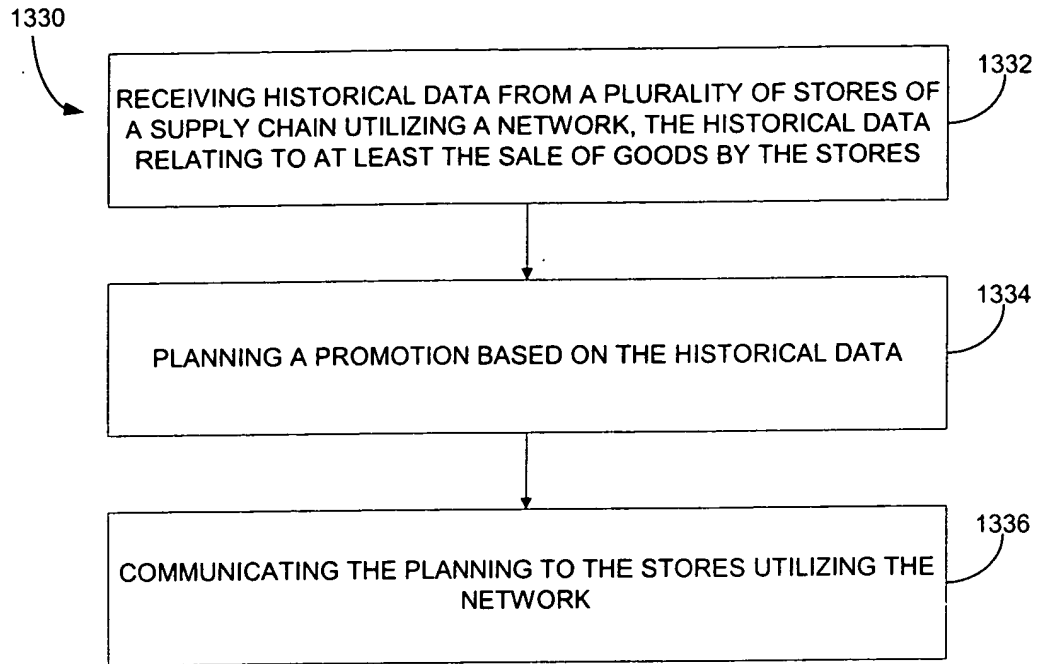 1330
1332
RECEIVING HISTORICAL DATA FROM A PLURALITY OF STORES OF
A SUPPLY CHAIN UTILIZING A NETWORK, THE HISTORICAL DATA
RELATING TO AT LEAST THE SALE OF GOODS BY THE STORES
1334
PLANNING A PROMOTION BASED ON THE HISTORICAL DATA
1336
COMMUNICATING THE PLANNING TO THE STORES UTILIZING THE
NETWORK